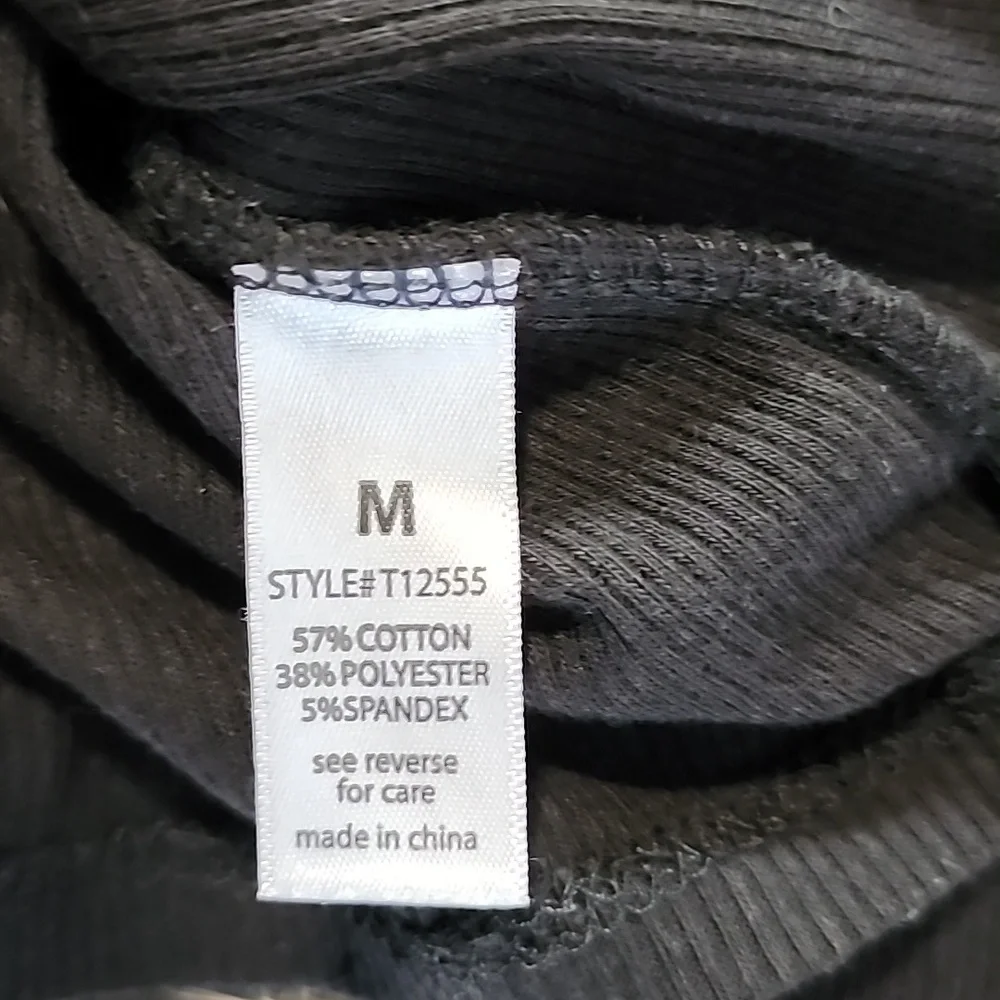 M
STYLE# T12555
57% COTTON
38% POLYESTER
5%SPANDEX
see reverse
for care
made in china